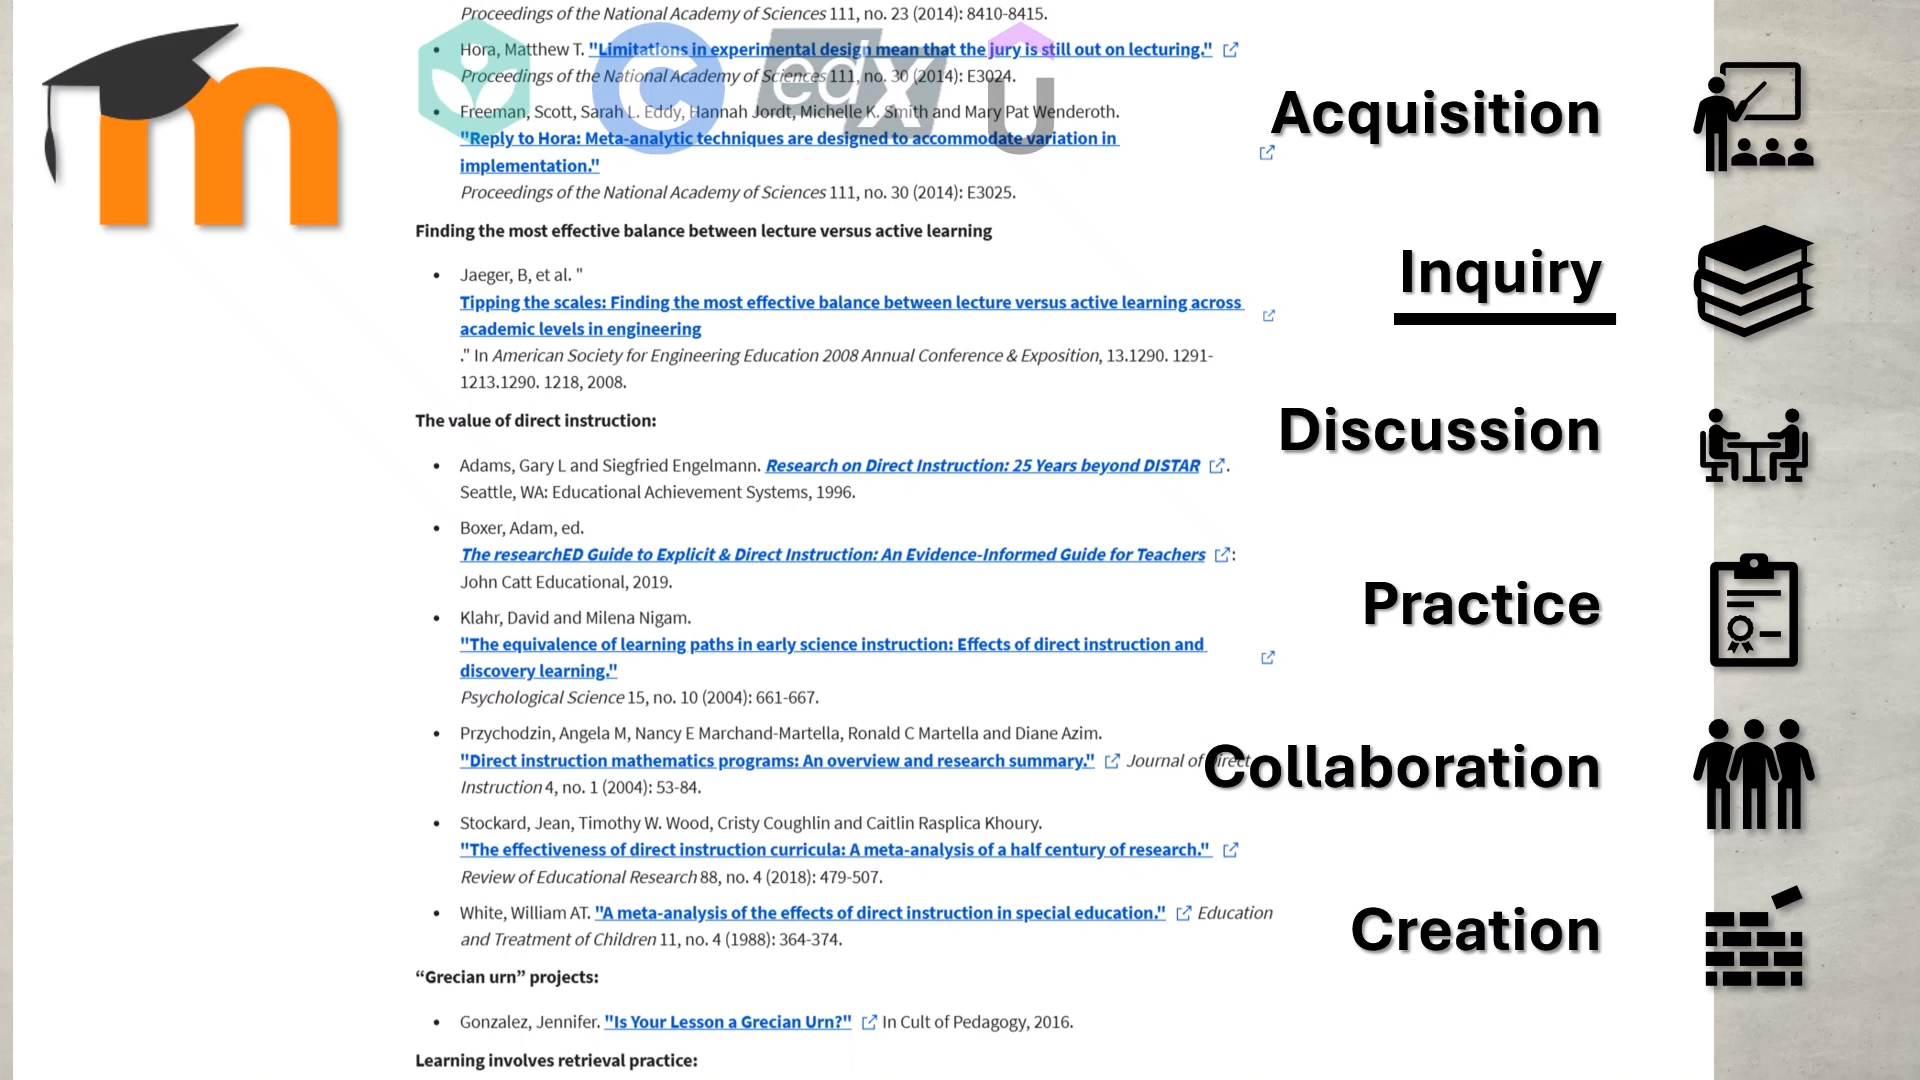 Proceedings of the National Academy of Sciences 111, no. 23 (2014): 8410-8415.
• Hora, Matthew T. "Limitations in experimental design mean that the jury is still out on lecturing."
Proceedings of the National Academy of Sciences 111, no. 30 (2014): E3024.
• Freeman, Scott, Sarah L. Eddy, Hannah Jordt, Michelle K. Smith and Mary Pat Wenderoth.
"Reply to Hora: Meta-analytic techniques are designed to accommodate variation in
implementation."
Proceedings of the National Academy of Sciences 111, no. 30 (2014): E3025.
Finding the most effective balance between lecture versus active learning
• Jaeger, B, et al. "
Tipping the scales: Finding the most effective balance between lecture versus active learning across
academic levels in engineering
." In American Society for Engineering Education 2008 Annual Conference & Exposition, 13.1290. 1291-
1213.1290. 1218, 2008.
The value of direct instruction:
• Adams, Gary L and Siegfried Engelmann. Research on Direct Instruction: 25 Years beyond DISTAR.
Seattle, WA: Educational Achievement Systems, 1996.
• Boxer, Adam, ed.
The researchED Guide to Explicit & Direct Instruction: An Evidence-Informed Guide for Teachers:
John Catt Educational, 2019.
• Klahr, David and Milena Nigam.
"The equivalence of learning paths in early science instruction: Effects of direct instruction and
discovery learning."
Psychological Science 15, no. 10 (2004): 661-667.
• Przychodzin, Angela M, Nancy E Marchand-Martella, Ronald C Martella and Diane Azim.
"Direct instruction mathematics programs: An overview and research summary." Journal of Direct
Instruction 4, no. 1 (2004): 53-84.
• Stockard, Jean, Timothy W. Wood, Cristy Coughlin and Caitlin Rasplica Khoury.
"The effectiveness of direct instruction curricula: A meta-analysis of a half century of research."
Review of Educational Research 88, no. 4 (2018): 479-507.
• White, William AT. "A meta-analysis of the effects of direct instruction in special education." Education
and Treatment of Children 11, no. 4 (1988): 364-374.
“Grecian urn” projects:
• Gonzalez, Jennifer. "Is Your Lesson a Grecian Urn?" In Cult of Pedagogy, 2016.
Learning involves retrieval practice:
m
C
edX
U
Acquisition
Inquiry
Discussion
Practice
Collaboration
Creation